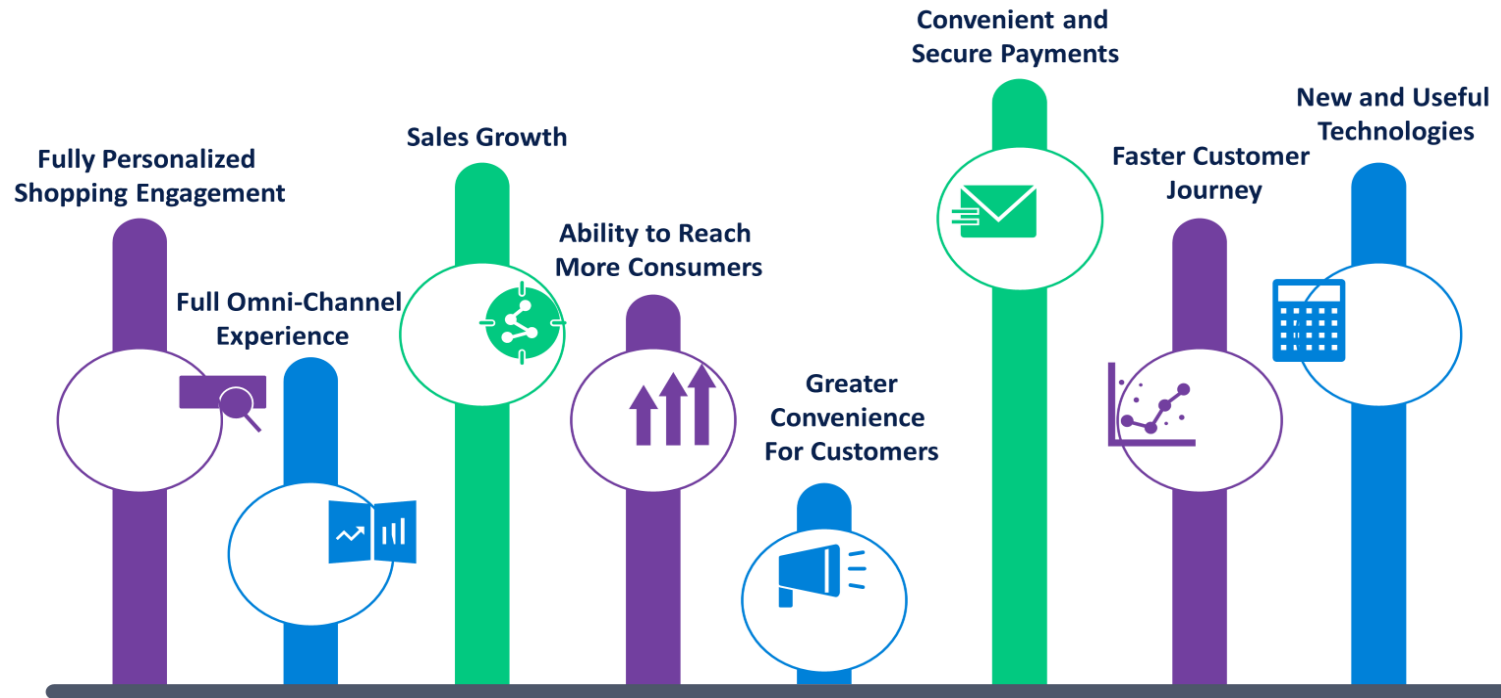 Fully Personalized
Shopping Engagement
Full Omni-Channel
Experience
Sales Growth
Ability to Reach
More Consumers
Greater
Convenience
For Customers
Convenient and
Secure Payments
Faster Customer
Journey
New and Useful
Technologies